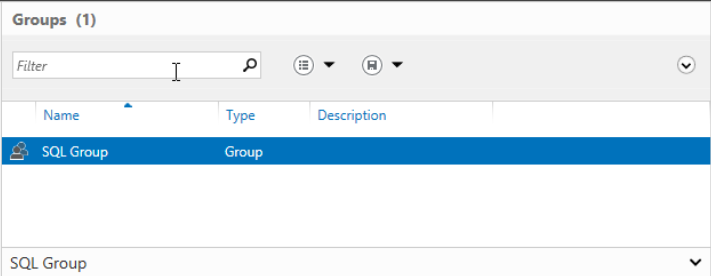 Groups (1)
Filter
Name Type Description
SQL Group Group
SQL Group